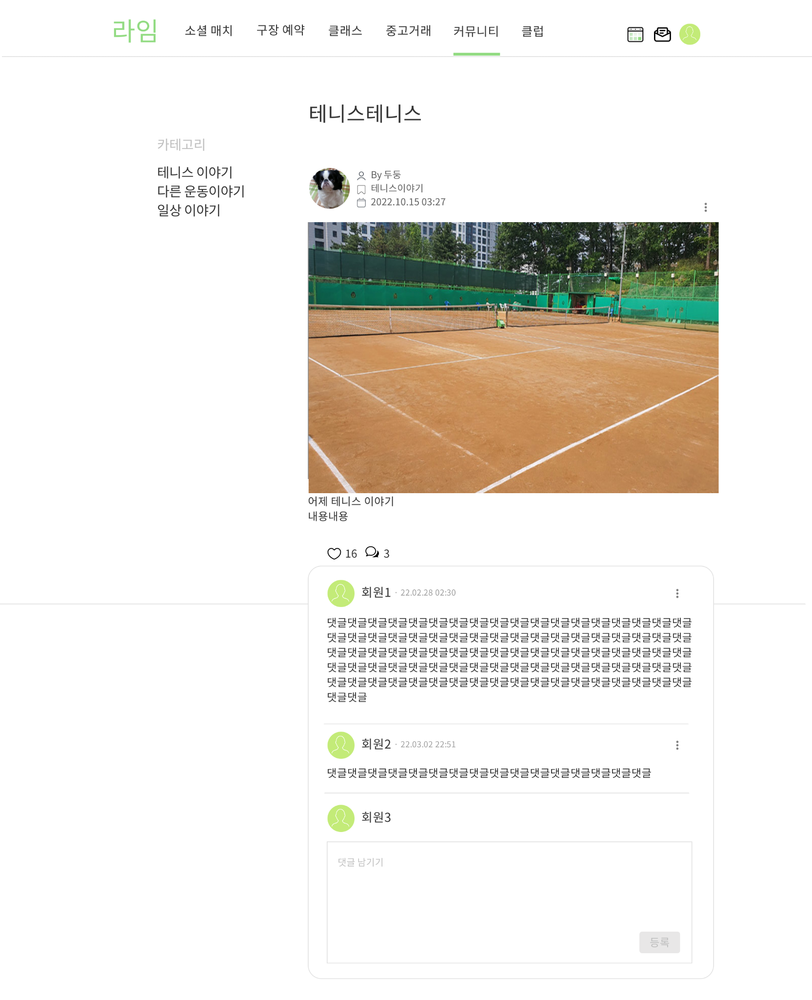 라임
소셜 매치
구장 예약
클래스
중고거래
커뮤니티
클럽
테니스테니스
카테고리
테니스 이야기
다른 운동이야기
일상 이야기
By 두둥
테니스이야기
2022.10.15 03:27
어제 테니스 이야기
내용내용
16
3
회원1 · 22.02.28 02:30
댓글댓글댓글댓글댓글댓글댓글댓글댓글댓글댓글댓글댓글댓글댓글댓글댓글댓글
댓글댓글댓글댓글댓글댓글댓글댓글댓글댓글댓글댓글댓글댓글댓글댓글댓글댓글
댓글댓글댓글댓글댓글댓글댓글댓글댓글댓글댓글댓글댓글댓글댓글댓글댓글댓글
댓글댓글댓글댓글댓글댓글댓글댓글댓글댓글댓글댓글댓글댓글댓글댓글댓글댓글
댓글댓글댓글댓글댓글댓글댓글댓글댓글댓글댓글댓글댓글댓글댓글댓글댓글댓글
댓글댓글
회원2 · 22.03.02 22:51
댓글댓글댓글댓글댓글댓글댓글댓글댓글댓글댓글댓글댓글댓글댓글댓글
회원3
댓글 남기기
등록